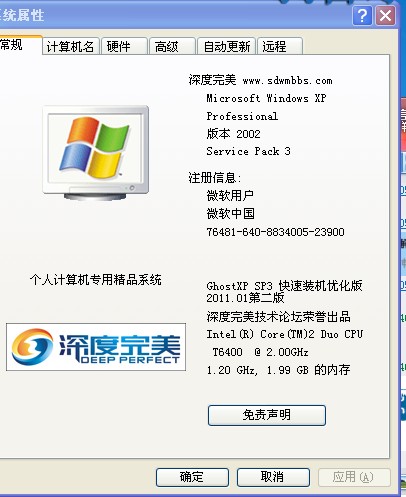 系统属性
常规 计算机名 硬件 高级 自动更新 远程
深度完美 www.sdwmbbs.com
Microsoft Windows XP
Professional
版本 2002
Service Pack 3
注册信息:
微软用户
微软中国
76481-640-8834005-23900
个人计算机专用精品系统
GhostXP SP3 快速装机优化版
2011.01第二版
深度完美技术论坛荣誉出品
Intel(R) Core(TM)2 Duo CPU
T6400 @ 2.00GHz
1.20 GHz, 1.99 GB 的内存
深度完美
DEEP PERFECT
免责声明
确定 取消 应用(A)